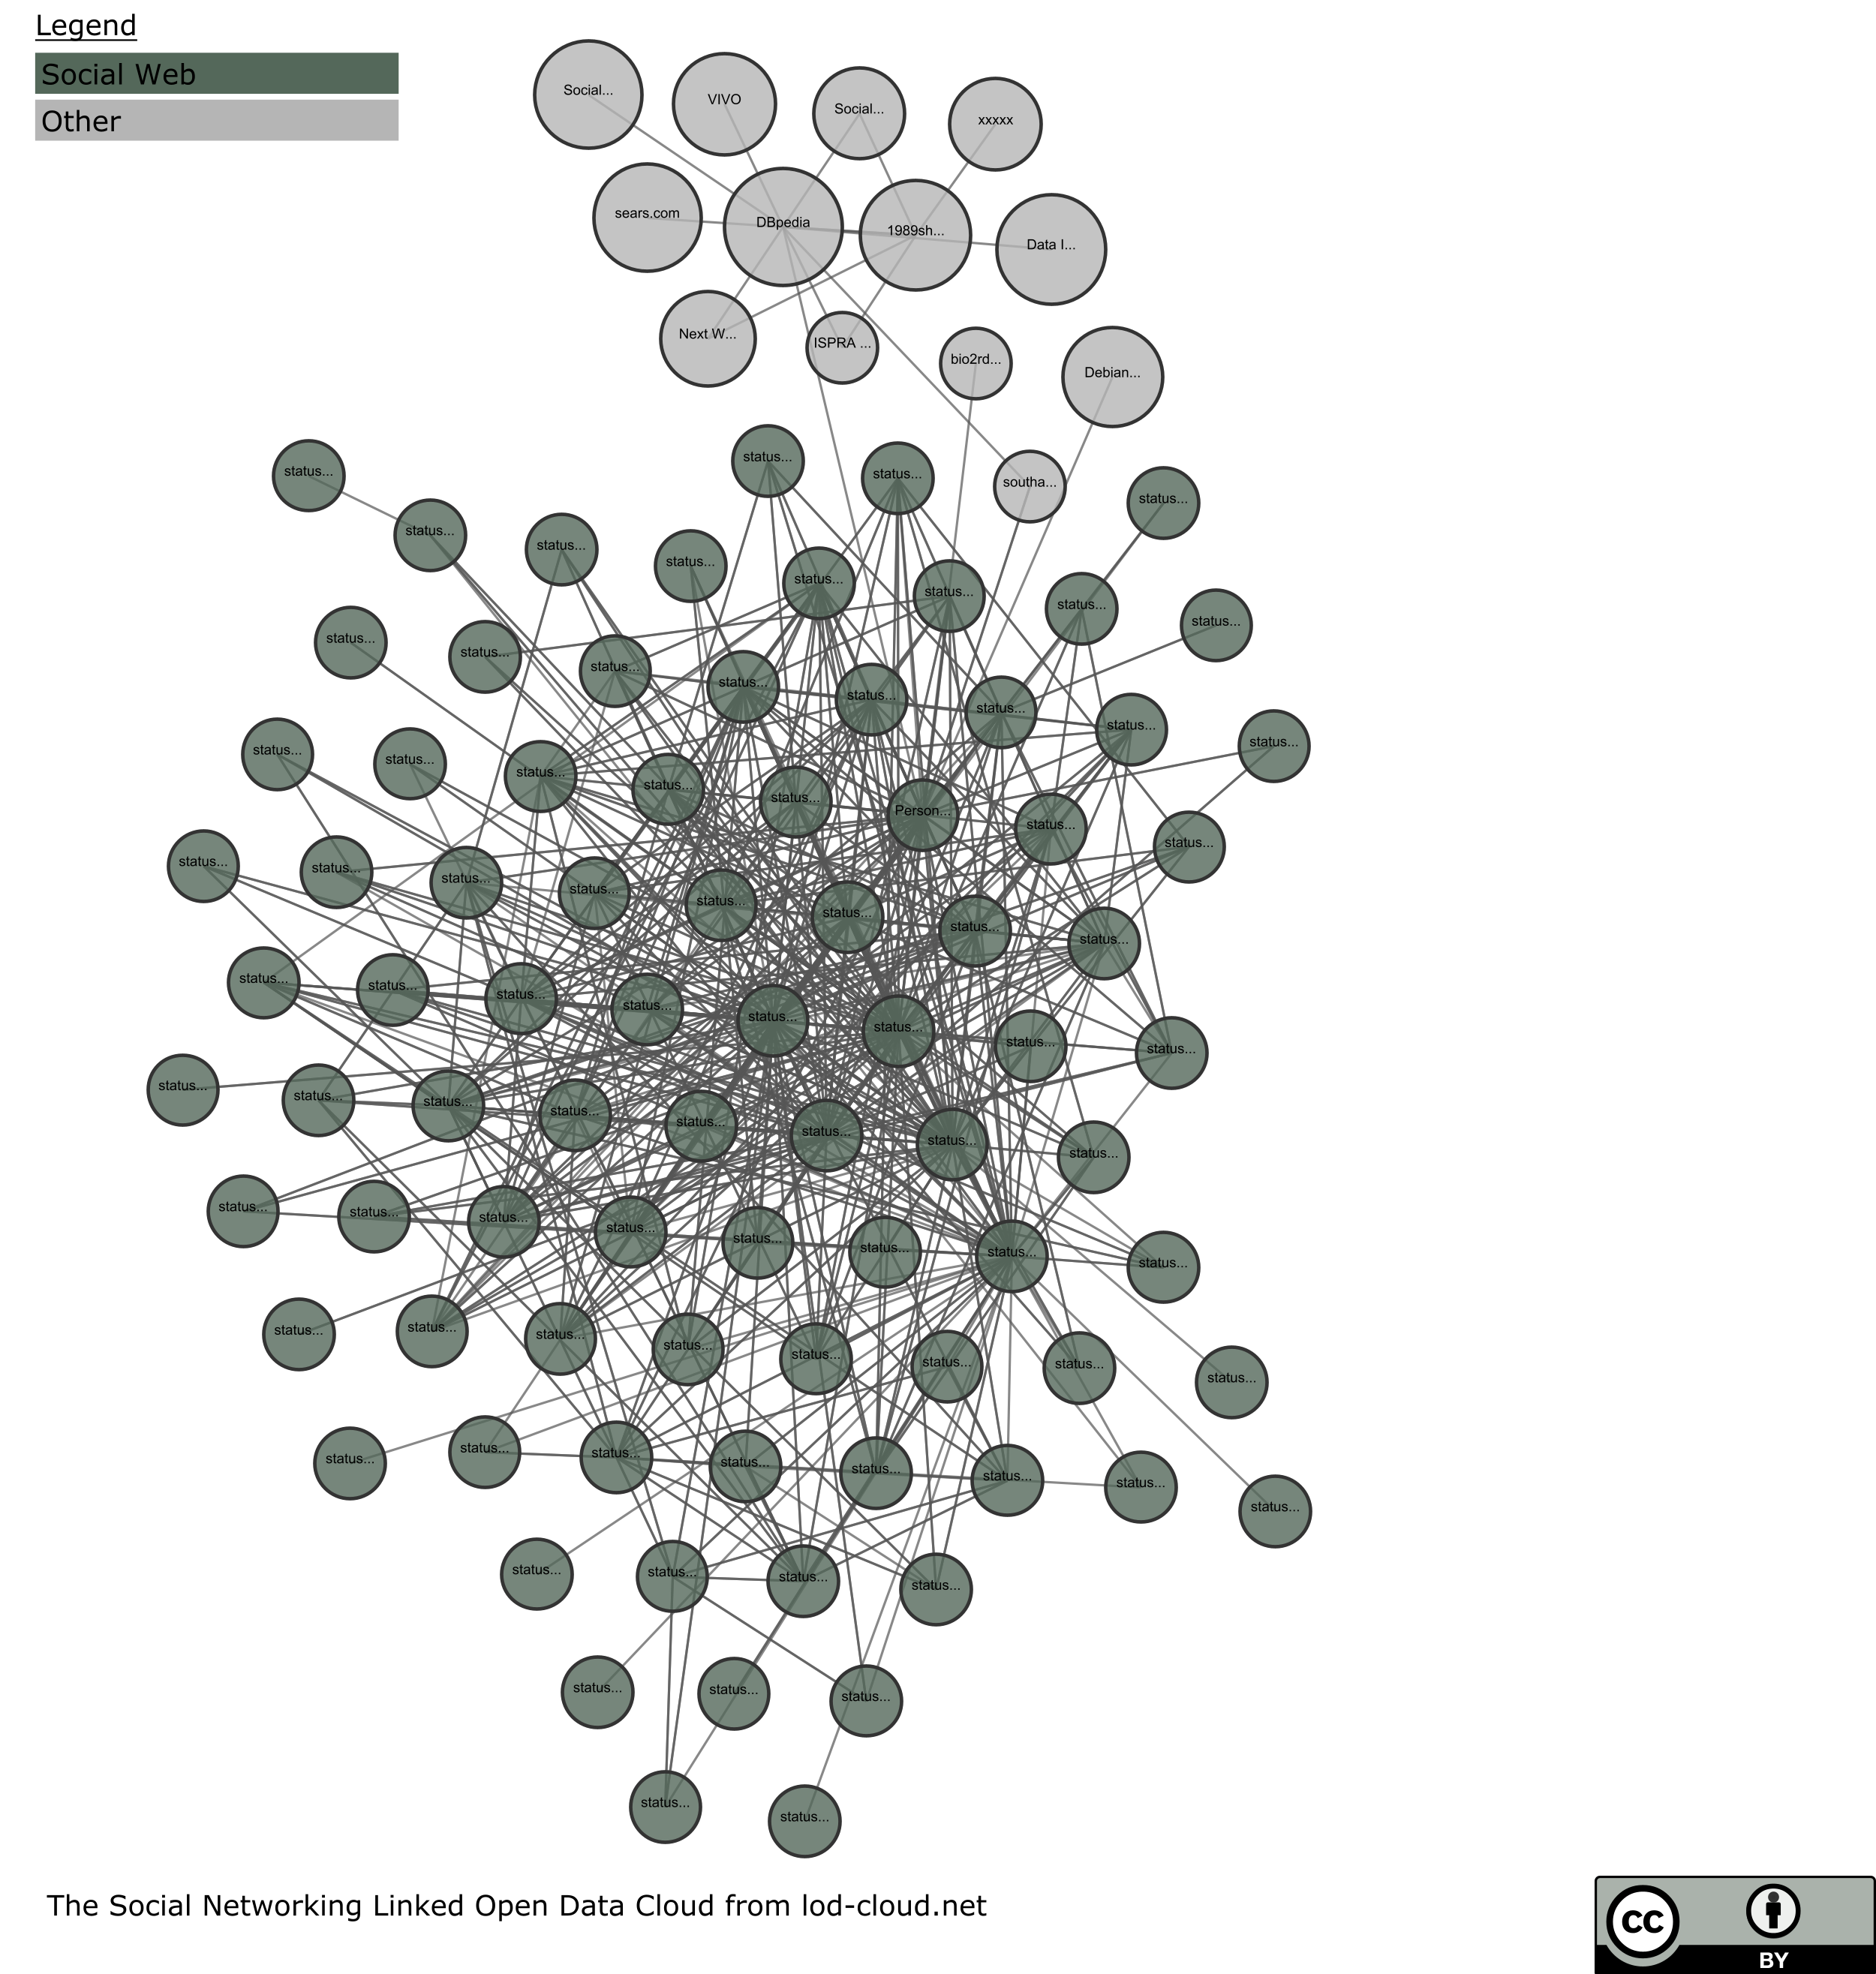 Legend
Social Web
Other
Social... VIVO Social... xxxxx
sears.com DBpedia 1989sh... Data I...
Next W... ISPRA ... bio2rd... Debian...
status... status... status... southa... status...
status... status... status... status... status... status... status...
status... status... status... status... status... status... status... status...
status... status... status... status... status... Person... status... status...
status... status... status... status... status... status... status... status...
status... status... status... status... status... status... status... status...
status... status... status... status... status... status... status... status...
status... status... status... status... status... status... status... status...
status... status... status... status... status... status... status... status...
status... status... status... status... status... status... status... status...
status... status... status... status...
status... status... status...
status... status...
The Social Networking Linked Open Data Cloud from lod-cloud.net
cc
BY